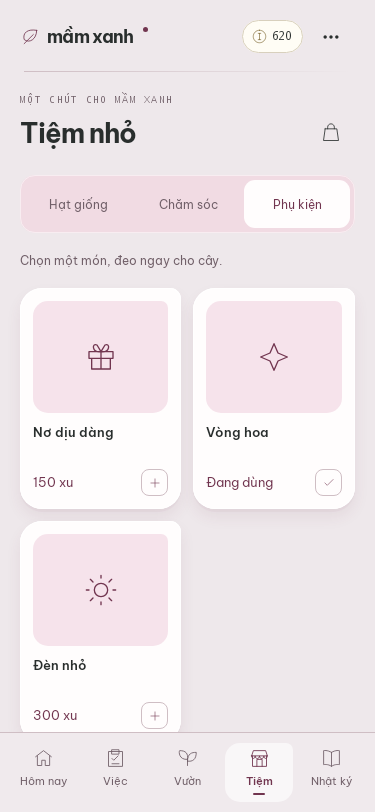 mầm xanh
620
MỘT CHÚT CHO MẦM XANH
Tiệm nhỏ
Hạt giống
Chăm sóc
Phụ kiện
Chọn một món, đeo ngay cho cây.
Nơ dịu dàng
Vòng hoa
150 xu
Đang dùng
Đèn nhỏ
300 xu
Hôm nay
Việc
Vườn
Tiệm
Nhật ký